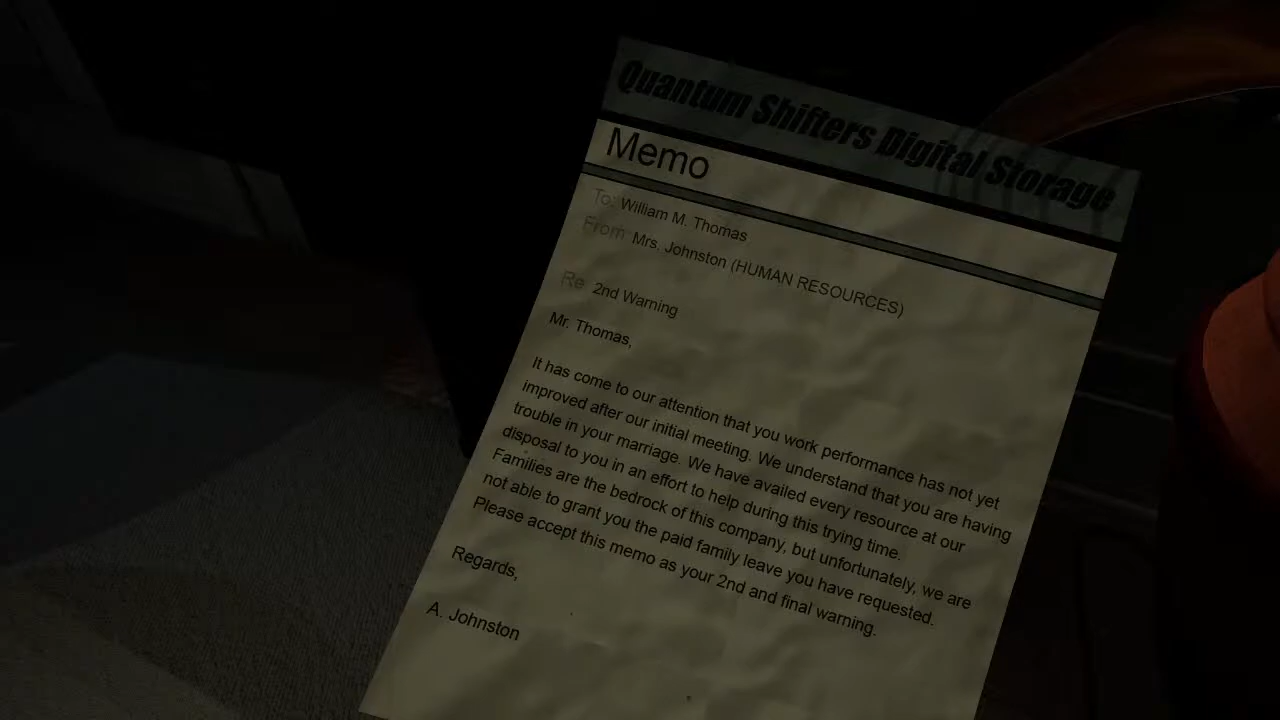 Quantum Shifters Digital Storage
Memo
To: William M. Thomas
From Mrs. Johnston (HUMAN RESOURCES)
Re 2nd Warning
Mr. Thomas,
It has come to our attention that you work performance has not yet
improved after our initial meeting. We understand that you are having
trouble in your marriage. We have availed every resource at our
disposal to you in an effort to help during this trying time.
Families are the bedrock of this company, but unfortunately, we are
not able to grant you the paid family leave you have requested.
Please accept this memo as your 2nd and final warning.
Regards,
A. Johnston